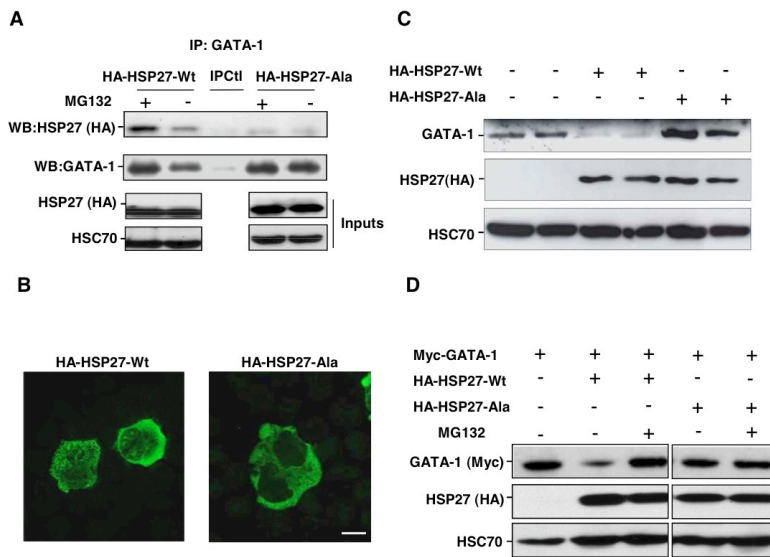 A
IP: GATA-1
HA-HSP27-Wt IPCtl HA-HSP27-Ala
MG132 + - + -
WB:HSP27 (HA)
WB:GATA-1
HSP27 (HA)
HSC70
Inputs
B
HA-HSP27-Wt HA-HSP27-Ala
C
HA-HSP27-Wt - - + + - -
HA-HSP27-Ala - - - - + +
GATA-1
HSP27(HA)
HSC70
D
Myc-GATA-1 + + + + +
HA-HSP27-Wt - + + - -
HA-HSP27-Ala - - - + +
MG132 - - + - +
GATA-1 (Myc)
HSP27 (HA)
HSC70